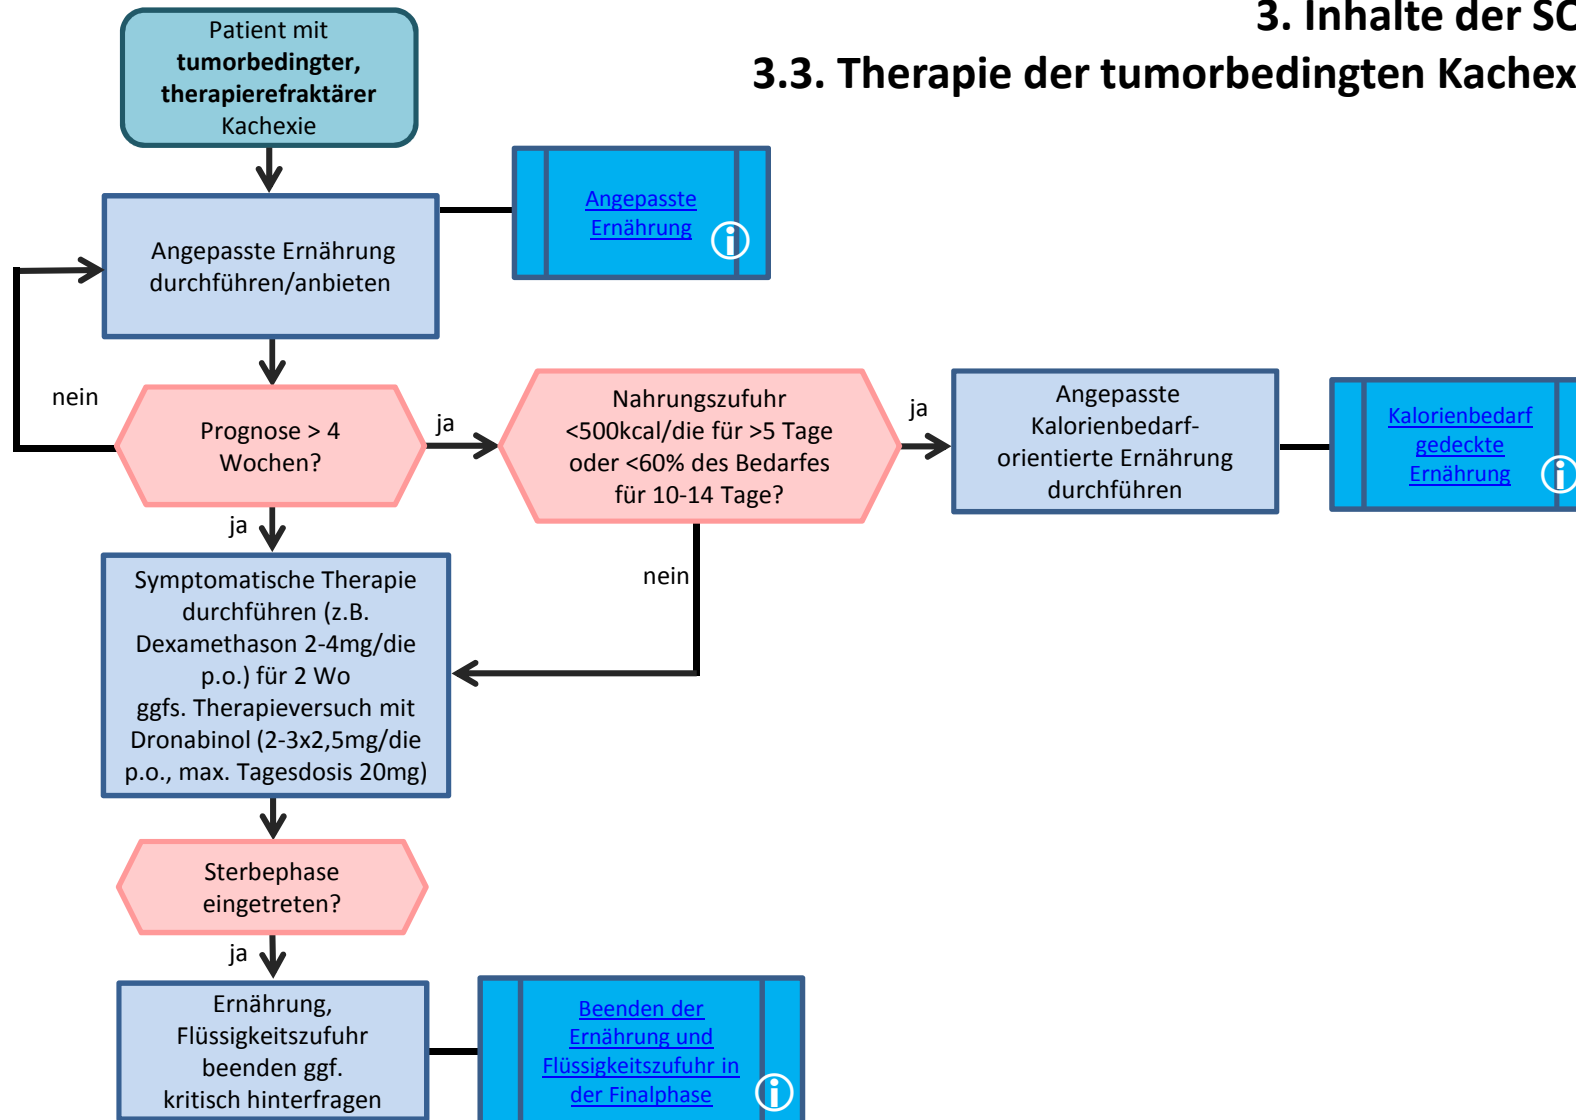 3. Inhalte der SO
3.3. Therapie der tumorbedingten Kachex
Patient mit
tumorbedingter,
therapierefraktärer
Kachexie
Angepasste Ernährung
durchführen/anbieten
Angepasste
Ernährung
nein
Prognose > 4
Wochen?
ja
Nahrungszufuhr
<500kcal/die für >5 Tage
oder <60% des Bedarfes
für 10-14 Tage?
ja
Angepasste
Kalorienbedarf-
orientierte Ernährung
durchführen
Kalorienbedarf
gedeckte
Ernährung
ja
nein
Symptomatische Therapie
durchführen (z.B.
Dexamethason 2-4mg/die
p.o.) für 2 Wo
ggfs. Therapieversuch mit
Dronabinol (2-3x2,5mg/die
p.o., max. Tagesdosis 20mg)
Sterbephase
eingetreten?
ja
Ernährung,
Flüssigkeitszufuhr
beenden ggf.
kritisch hinterfragen
Beenden der
Ernährung und
Flüssigkeitszufuhr in
der Finalphase